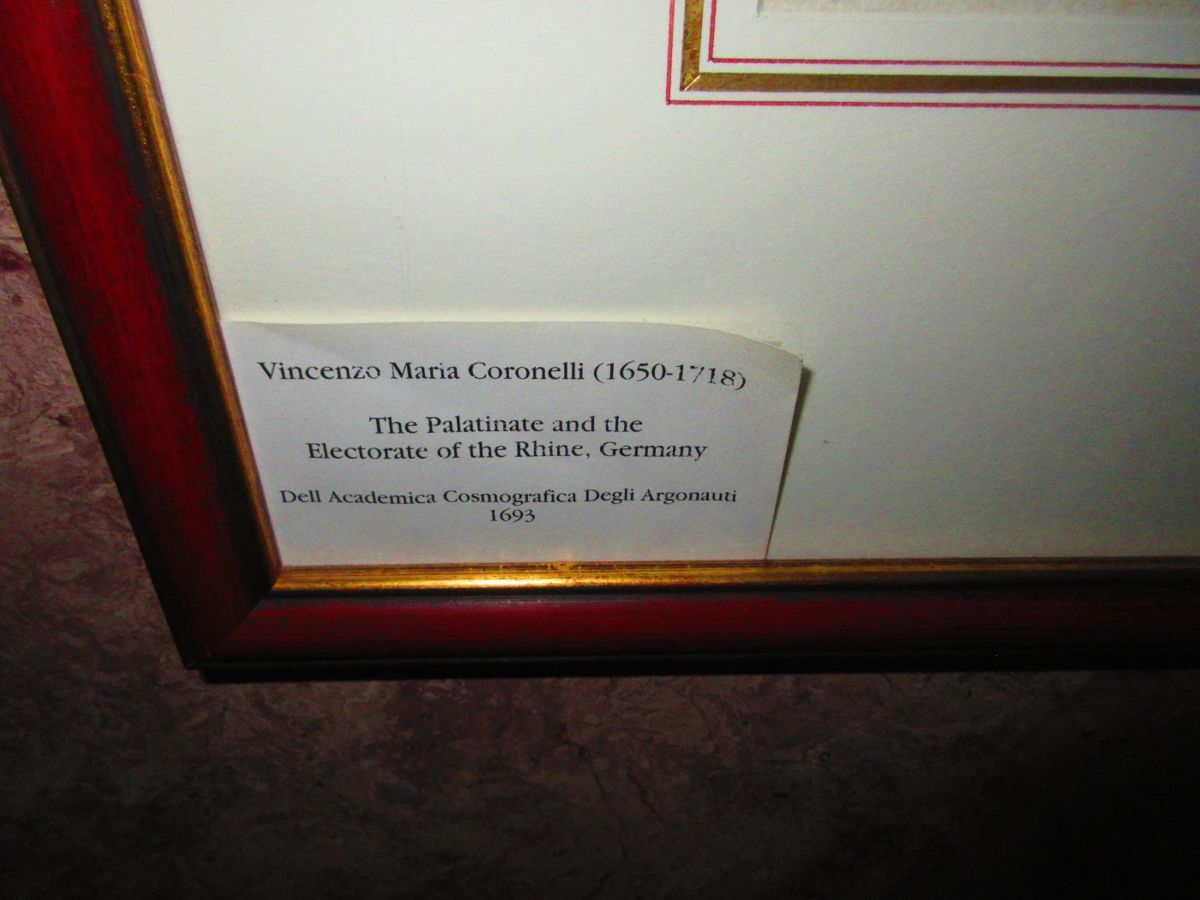 Vincenzo Maria Coronelli (1650-1718)
The Palatinate and the
Electorate of the Rhine, Germany
Dell Academica Cosmografica Degli Argonauti
1693